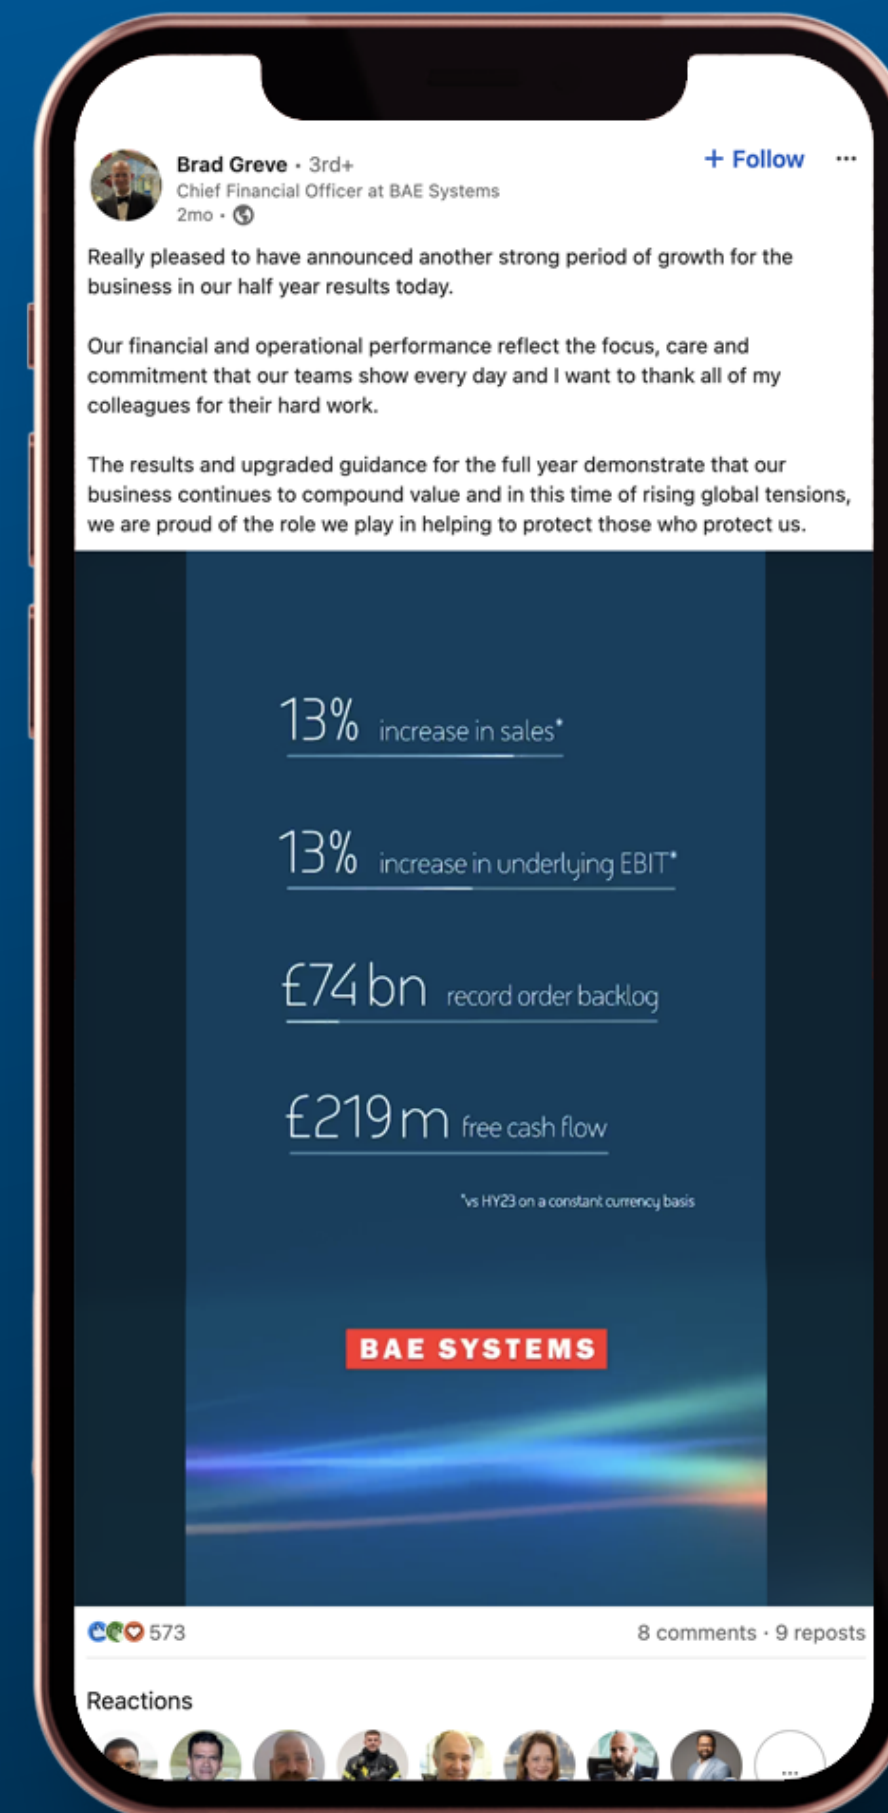 Brad Greve • 3rd+
+ Follow ···
Chief Financial Officer at BAE Systems
2mo •
Really pleased to have announced another strong period of growth for the
business in our half year results today.
Our financial and operational performance reflect the focus, care and
commitment that our teams show every day and I want to thank all of my
colleagues for their hard work.
The results and upgraded guidance for the full year demonstrate that our
business continues to compound value and in this time of rising global tensions,
we are proud of the role we play in helping to protect those who protect us.
13% increase in sales*
13% increase in underlying EBIT*
£74bn record order backlog
£219m free cash flow
*vs HY23 on a constant currency basis
BAE SYSTEMS
573
8 comments · 9 reposts
Reactions
...